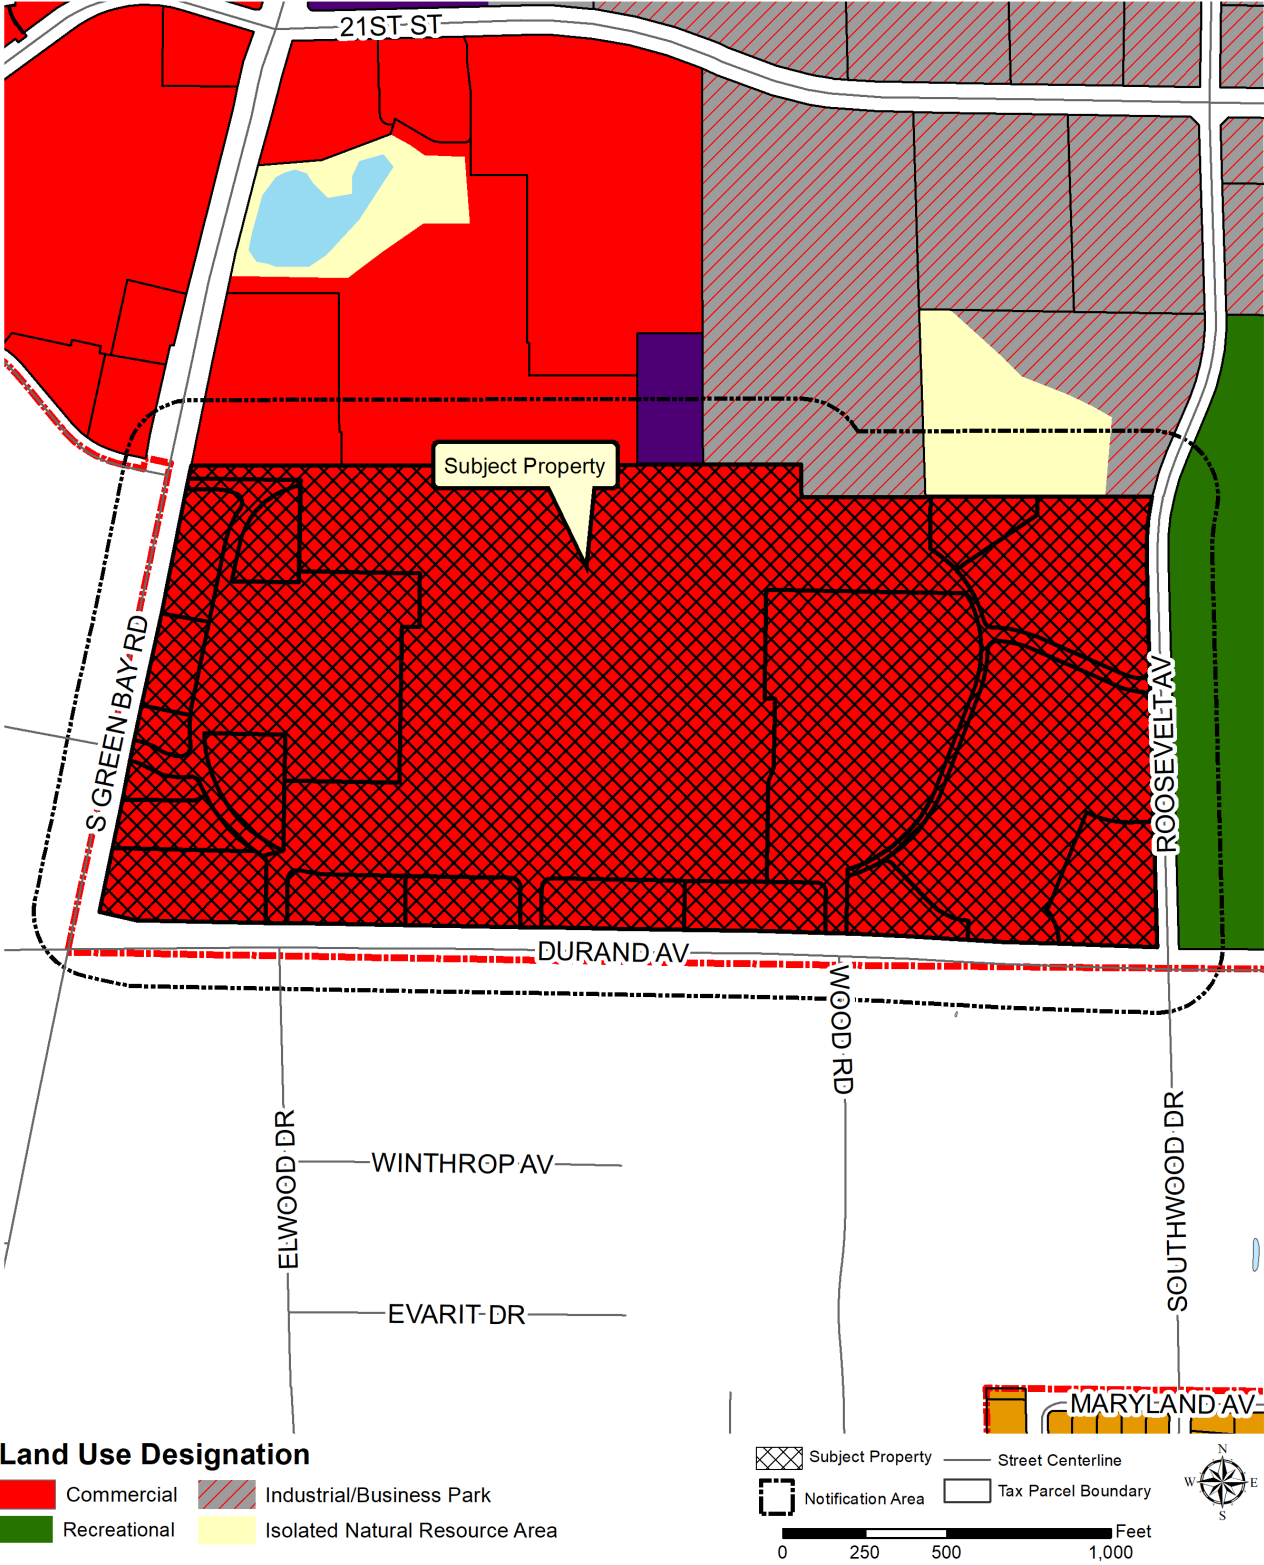 21ST ST
Subject Property
S GREEN BAY RD
ROOSEVELT AV
DURAND AV
WOOD RD
ELWOOD DR
WINTHROP AV
SOUTHWOOD DR
EVARIT DR
MARYLAND AV
Land Use Designation
Commercial
Industrial/Business Park
Recreational
Isolated Natural Resource Area
Subject Property
Street Centerline
Notification Area
Tax Parcel Boundary
N
W
E
S
Feet
0 250 500 1,000